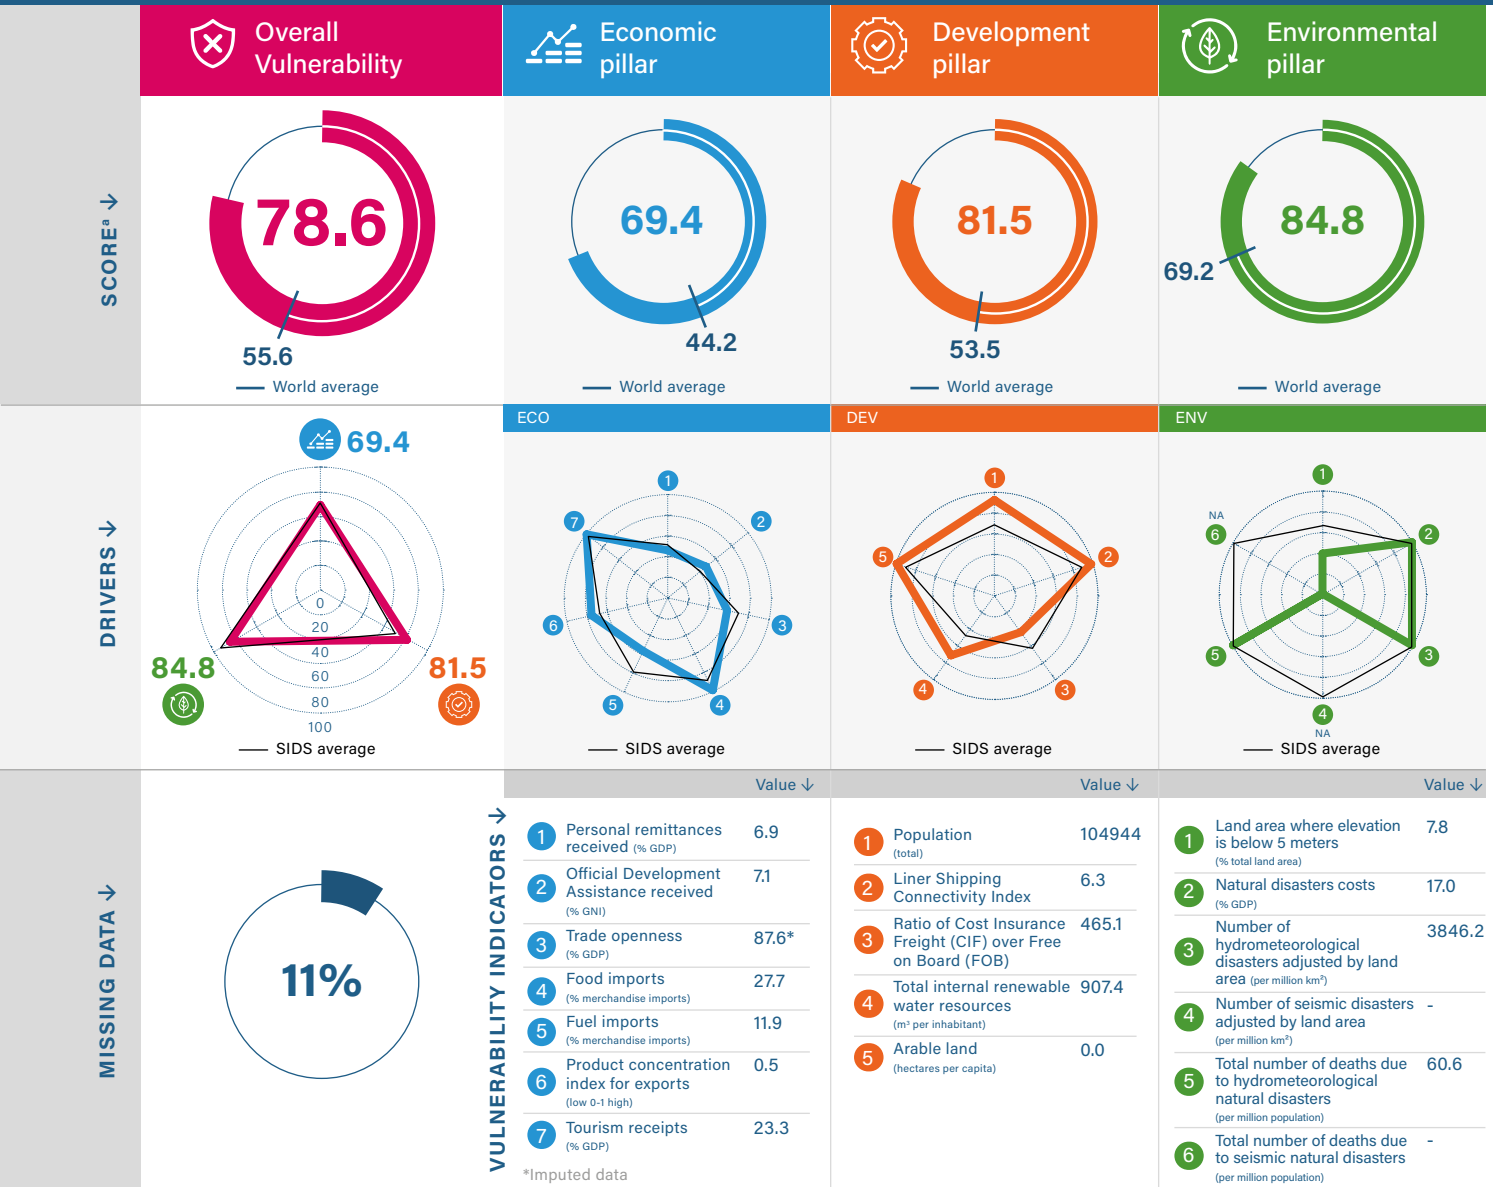 Overall
Vulnerability
Economic
pillar
Development
pillar
Environmental
pillar
SCOREª →
78.6
55.6
World average
69.4
44.2
World average
81.5
53.5
World average
84.8
69.2
World average
DRIVERS →
69.4
84.8
81.5
0
20
40
60
80
100
SIDS average
ECO
1
2
3
4
5
6
7
SIDS average
DEV
1
2
3
4
5
SIDS average
ENV
1
2
3
4
NA
5
NA
6
SIDS average
MISSING DATA →
11%
VULNERABILITY INDICATORS →
Value ↓
1 Personal remittances 6.9
received (% GDP)
2 Official Development 7.1
Assistance received
(% GNI)
3 Trade openness 87.6*
(% GDP)
4 Food imports 27.7
(% merchandise imports)
5 Fuel imports 11.9
(% merchandise imports)
6 Product concentration 0.5
index for exports
(low 0-1 high)
7 Tourism receipts 23.3
(% GDP)
*Imputed data
Value ↓
1 Population 104944
(total)
2 Liner Shipping 6.3
Connectivity Index
3 Ratio of Cost Insurance 465.1
Freight (CIF) over Free
on Board (FOB)
4 Total internal renewable 907.4
water resources
(m³ per inhabitant)
5 Arable land 0.0
(hectares per capita)
Value ↓
1 Land area where elevation 7.8
is below 5 meters
(% total land area)
2 Natural disasters costs 17.0
(% GDP)
3 Number of 3846.2
hydrometeorological
disasters adjusted by land
area (per million km²)
4 Number of seismic disasters -
adjusted by land area
(per million km²)
5 Total number of deaths due 60.6
to hydrometeorological
natural disasters
(per million population)
6 Total number of deaths due -
to seismic natural disasters
(per million population)